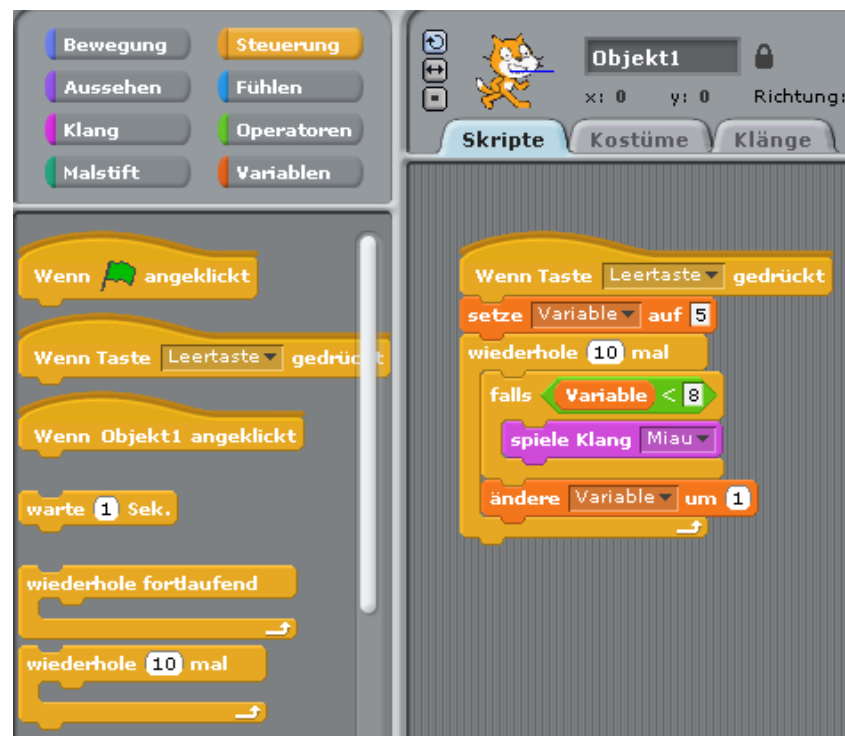 Bewegung
Steuerung
Aussehen
Fühlen
Klang
Operatoren
Malstift
Variablen
Wenn angeklickt
Wenn Taste Leertaste gedrückt
Wenn Objekt1 angeklickt
warte 1 Sek.
wiederhole fortlaufend
wiederhole 10 mal
Objekt1
x: 0 y: 0 Richtung:
Skripte
Kostüme
Klänge
Wenn Taste Leertaste gedrückt
setze Variable auf 5
wiederhole 10 mal
falls Variable < 8
spiele Klang Miau
ändere Variable um 1